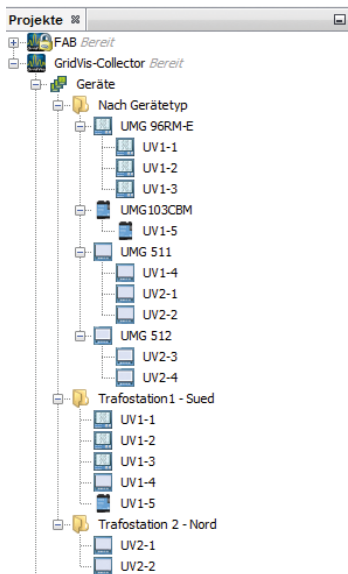 Projekte
FAB Bereit
GridVis-Collector Bereit
Geräte
Nach Gerätetyp
UMG 96RM-E
UV1-1
UV1-2
UV1-3
UMG103CBM
UV1-5
UMG 511
UV1-4
UV2-1
UV2-2
UMG 512
UV2-3
UV2-4
Trafostation1 - Sued
UV1-1
UV1-2
UV1-3
UV1-4
UV1-5
Trafostation 2 - Nord
UV2-1
UV2-2